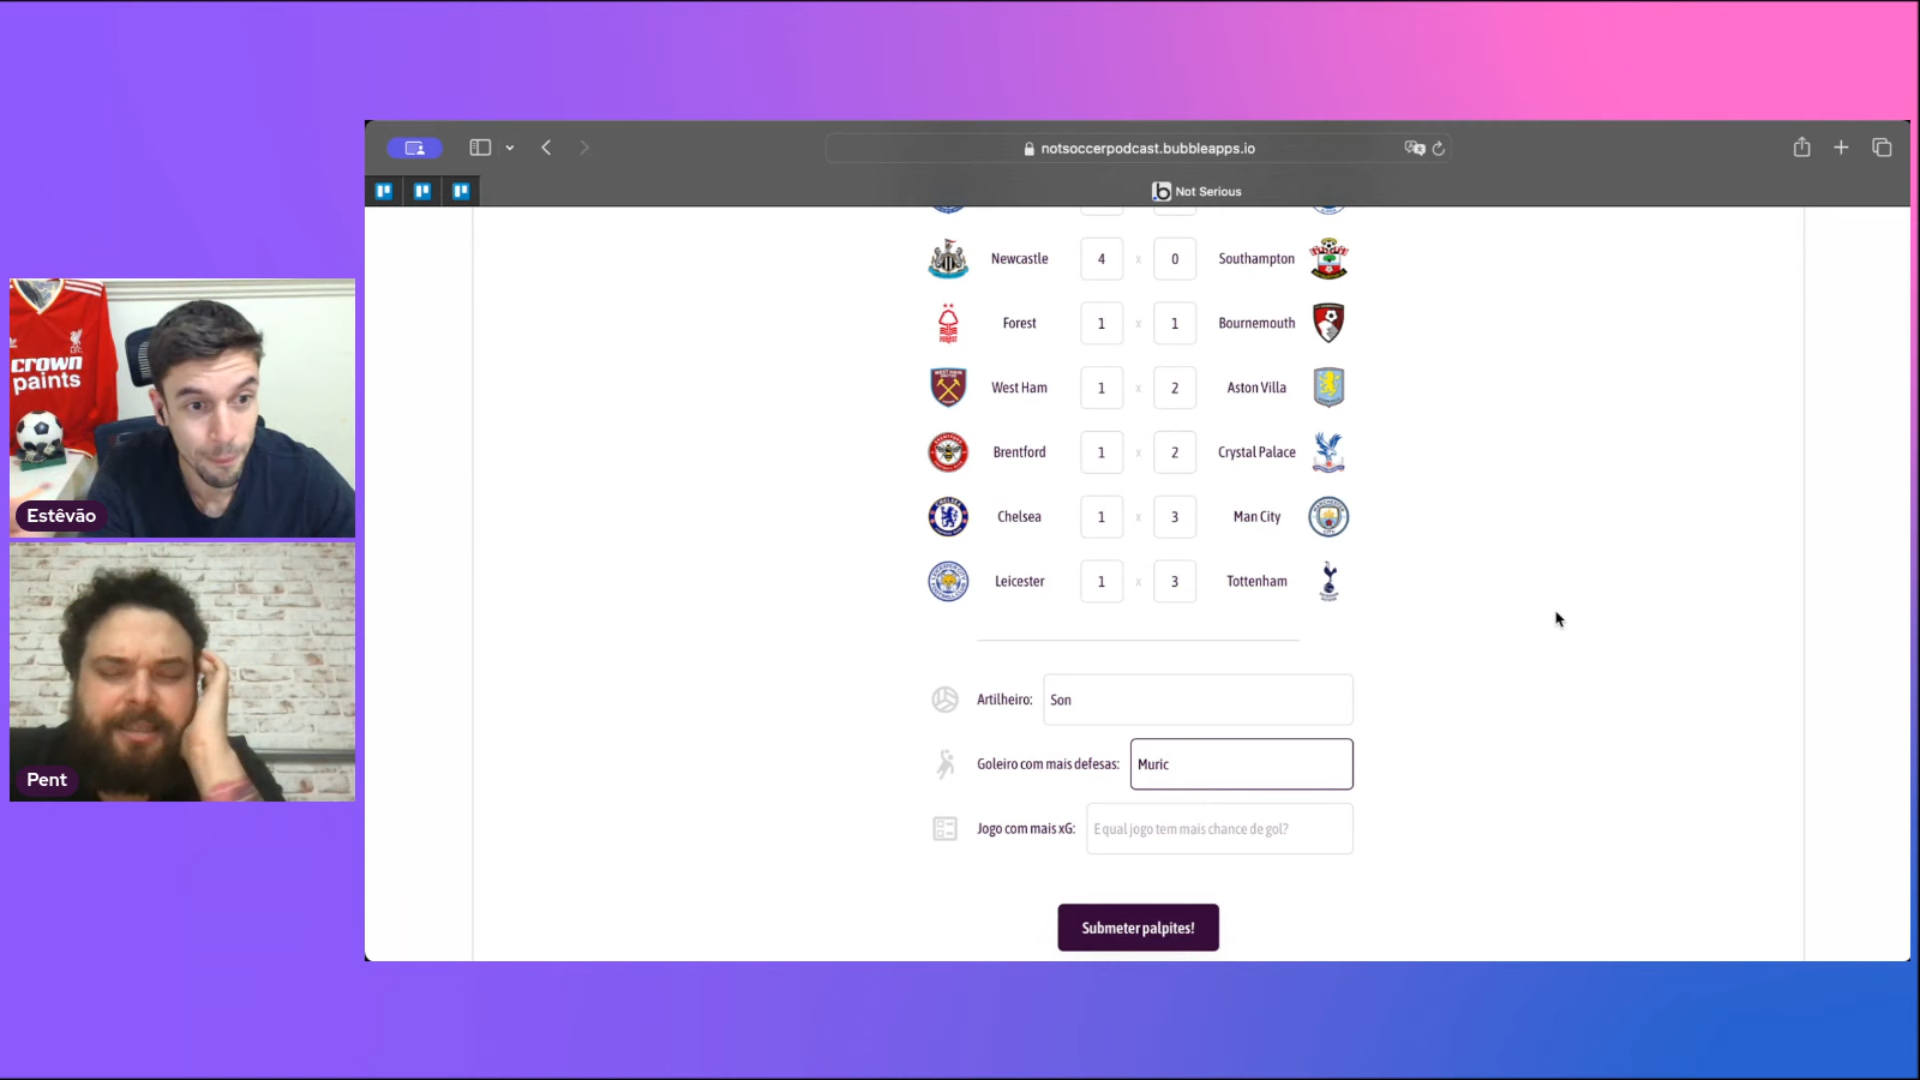 notsoccerpodcast.bubbleapps.io
Not Serious
Newcastle 4 x 0 Southampton
Forest 1 x 1 Bournemouth
West Ham 1 x 2 Aston Villa
Brentford 1 x 2 Crystal Palace
Chelsea 1 x 3 Man City
Leicester 1 x 3 Tottenham
Artilheiro: Son
Goleiro com mais defesas: Muric
Jogo com mais xG: E qual jogo tem mais chance de gol?
Submeter palpites!
crown
paints
Estêvão
Pent